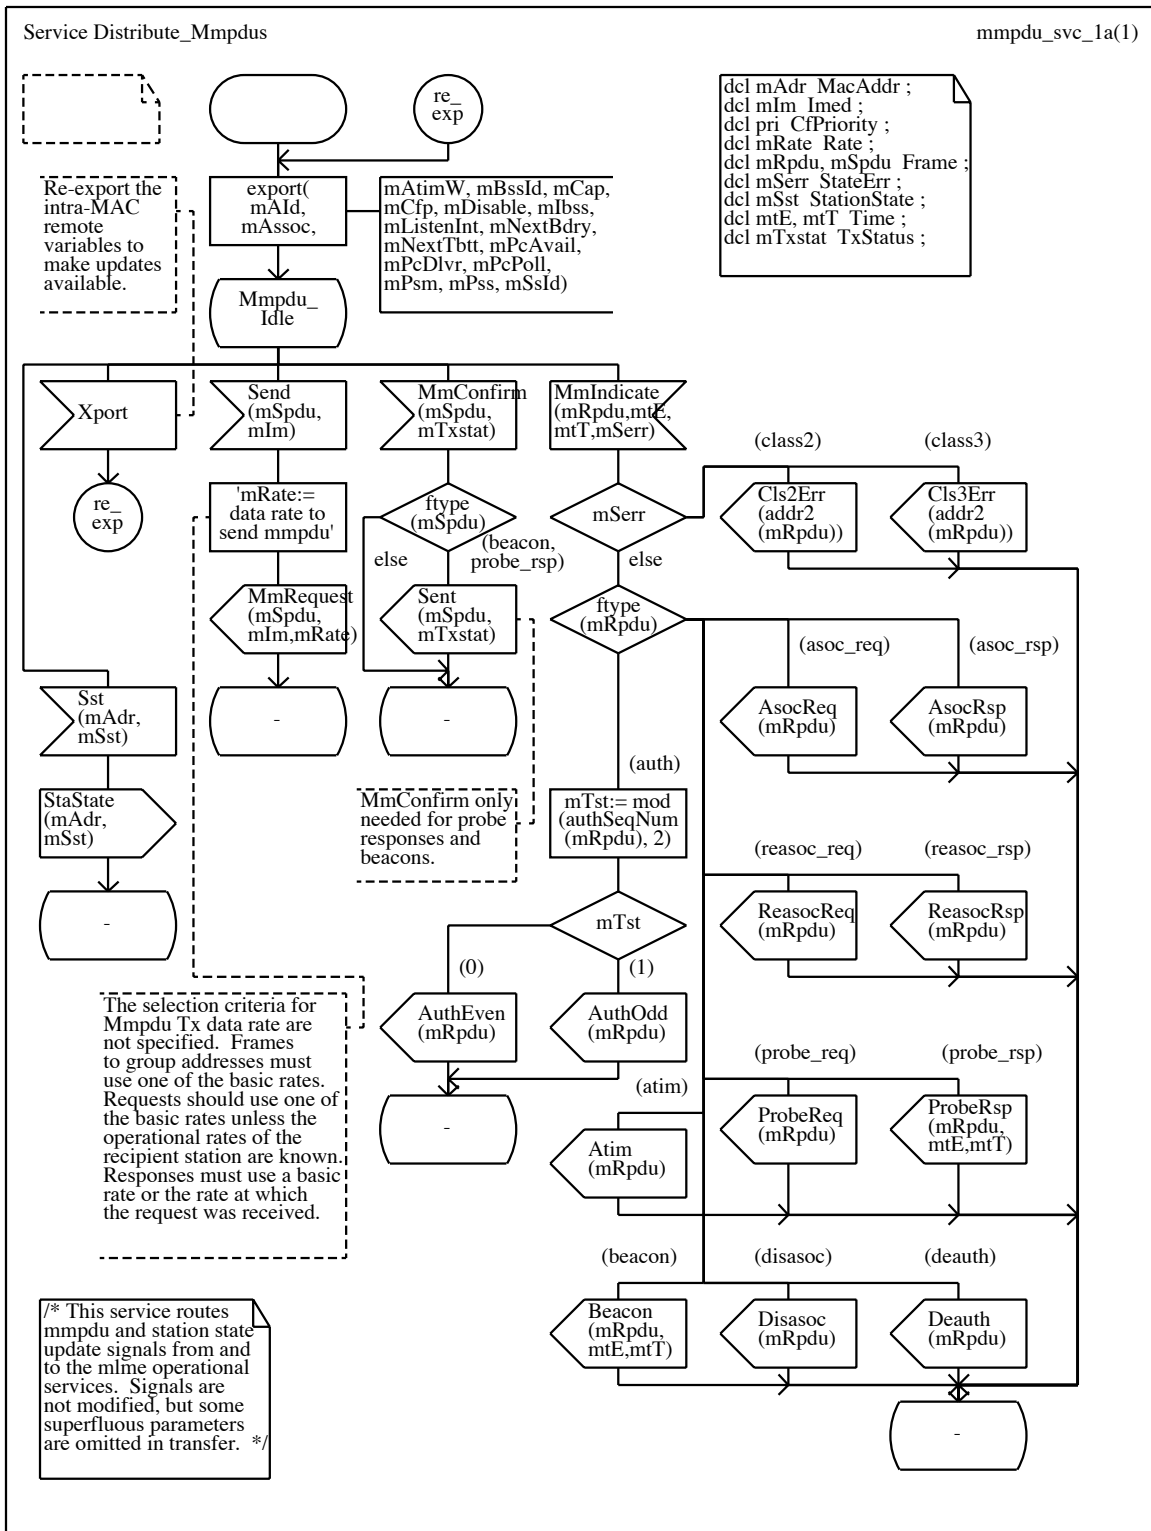 Service Distribute_Mmpdus
mmpdu_svc_1a(1)
re_
exp
dcl mAdr  MacAddr ;
dcl mIm  Imed ;
dcl pri  CfPriority ;
dcl mRate  Rate ;
dcl mRpdu, mSpdu  Frame ;
dcl mSerr  StateErr ;
dcl mSst  StationState ;
dcl mtE, mtT  Time ;
dcl mTxstat  TxStatus ;
Re-export the
intra-MAC
remote
variables to
make updates
available.
export(
mAId,
mAssoc,
mAtimW, mBssId, mCap,
mCfp, mDisable, mIbss,
mListenInt, mNextBdry,
mNextTbtt, mPcAvail,
mPcDlvr, mPcPoll,
mPsm, mPss, mSsId)
Mmpdu_
Idle
Xport
Send
(mSpdu,
mIm)
MmConfirm
(mSpdu,
mTxstat)
MmIndicate
(mRpdu,mtE,
mtT,mSerr)
(class2)
(class3)
re_
exp
'mRate:=
data rate to
send mmpdu'
ftype
(mSpdu)
mSerr
Cls2Err
(addr2
(mRpdu))
Cls3Err
(addr2
(mRpdu))
else
(beacon,
probe_rsp)
else
MmRequest
(mSpdu,
mIm,mRate)
Sent
(mSpdu,
mTxstat)
ftype
(mRpdu)
(asoc_req)
(asoc_rsp)
Sst
(mAdr,
mSst)
-
-
AsocReq
(mRpdu)
AsocRsp
(mRpdu)
(auth)
StaState
(mAdr,
mSst)
MmConfirm only
needed for probe
responses and
beacons.
mTst:= mod
(authSeqNum
(mRpdu), 2)
(reasoc_req)
(reasoc_rsp)
-
mTst
ReasocReq
(mRpdu)
ReasocRsp
(mRpdu)
(0)
(1)
The selection criteria for
Mmpdu Tx data rate are
not specified.  Frames
to group addresses must
use one of the basic rates.
Requests should use one of
the basic rates unless the
operational rates of the
recipient station are known.
Responses must use a basic
rate or the rate at which
the request was received.
AuthEven
(mRpdu)
AuthOdd
(mRpdu)
(probe_req)
(probe_rsp)
(atim)
-
Atim
(mRpdu)
ProbeReq
(mRpdu)
ProbeRsp
(mRpdu,
mtE,mtT)
(beacon)
(disasoc)
(deauth)
/* This service routes
mmpdu and station state
update signals from and
to the mline operational
services.  Signals are
not modified, but some
superfluous parameters
are omitted in transfer.  */
Beacon
(mRpdu,
mtE,mtT)
Disasoc
(mRpdu)
Deauth
(mRpdu)
-